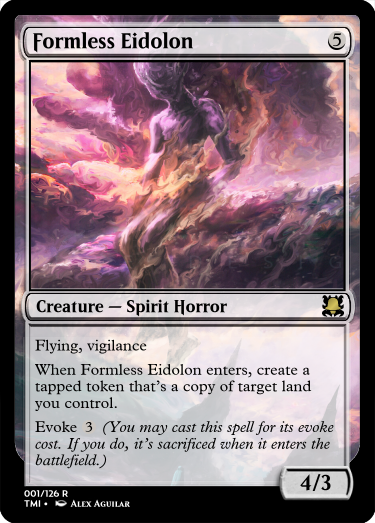 Formless Eidolon 5
Creature — Spirit Horror
Flying, vigilance
When Formless Eidolon enters, create a
tapped token that's a copy of target land
you control.
Evoke 3 (You may cast this spell for its evoke
cost. If you do, it's sacrificed when it enters the
battlefield.)
4/3
001/126 R
TMI • Alex Aguilar